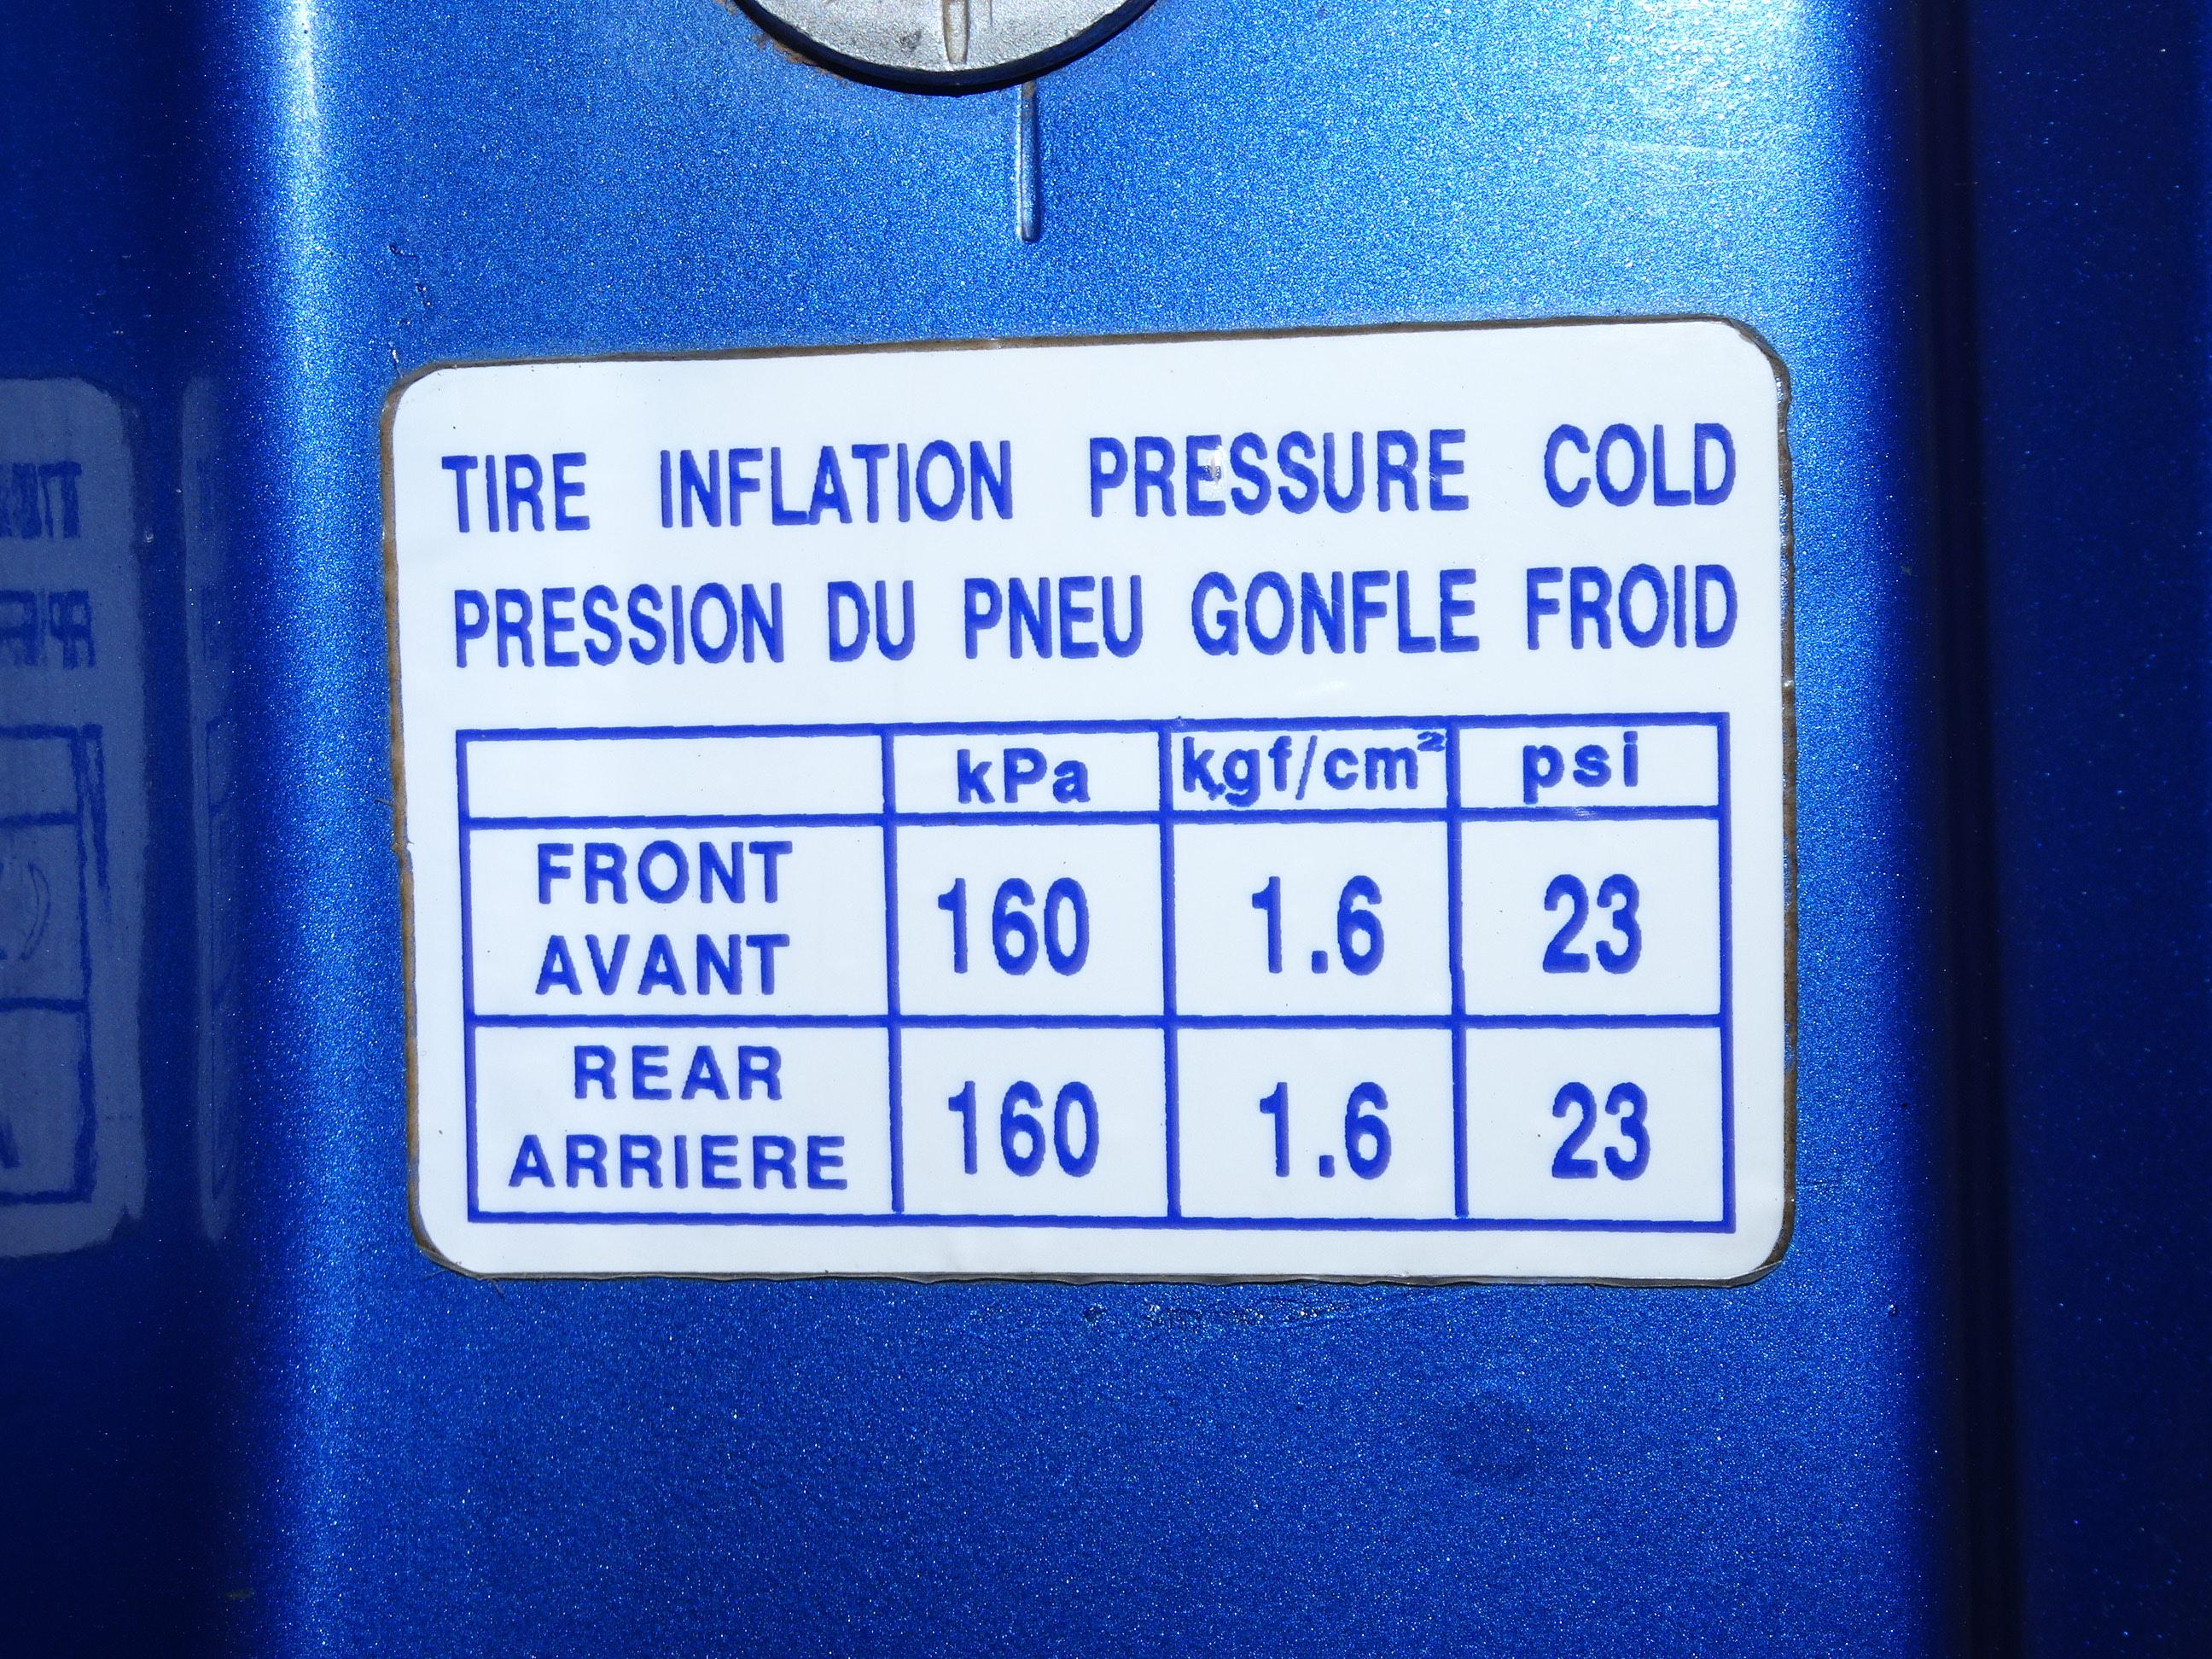 TIRE INFLATION PRESSURE COLD
PRESSION DU PNEU GONFLE FROID
kPa kgf/cm² psi
FRONT
AVANT 160 1.6 23
REAR
ARRIERE 160 1.6 23